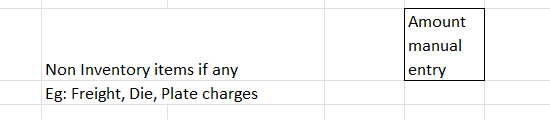 Amount
manual
entry
Non Inventory items if any
Eg: Freight, Die, Plate charges